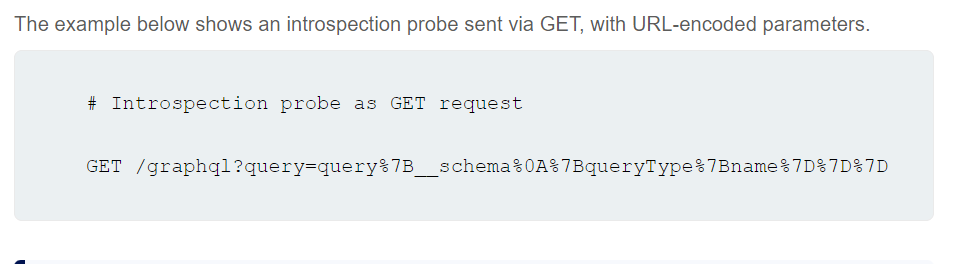 The example below shows an introspection probe sent via GET, with URL-encoded parameters.
# Introspection probe as GET request
GET /graphql?query=query%7B__schema%0A%7BqueryType%7Bname%7D%7D%7D